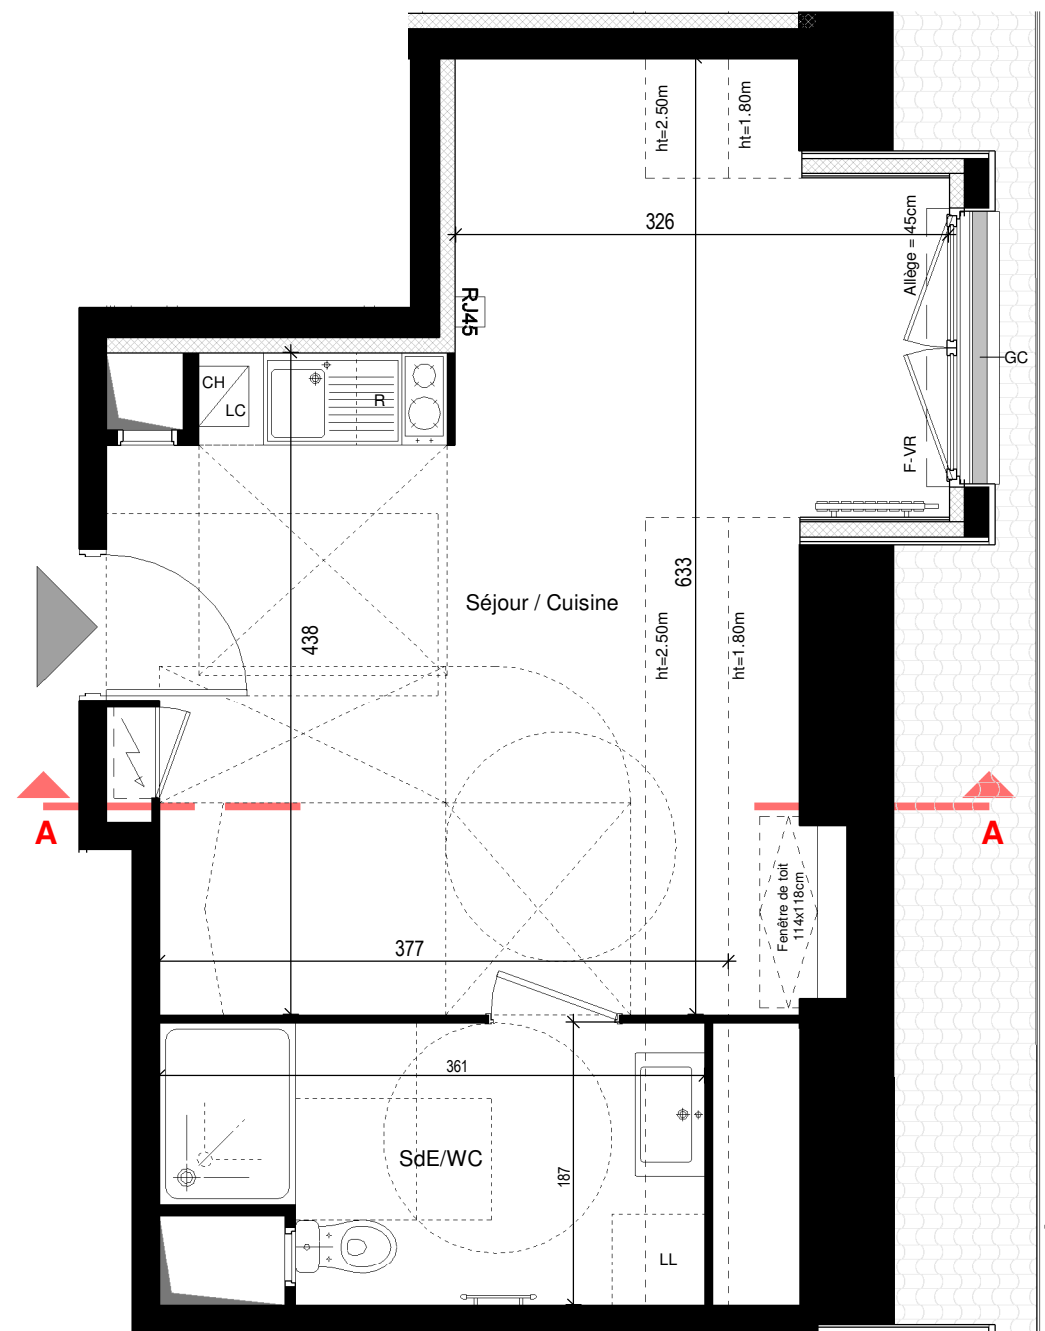 ht=2.50m
ht=1.80m
326
Allège = 45cm
RJ45
GC
CH
LC
R
F-VR
633
Séjour / Cuisine
438
ht=2.50m
ht=1.80m
A
A
Fenêtre de toit
114x118cm
377
361
SdE/WC
187
LL